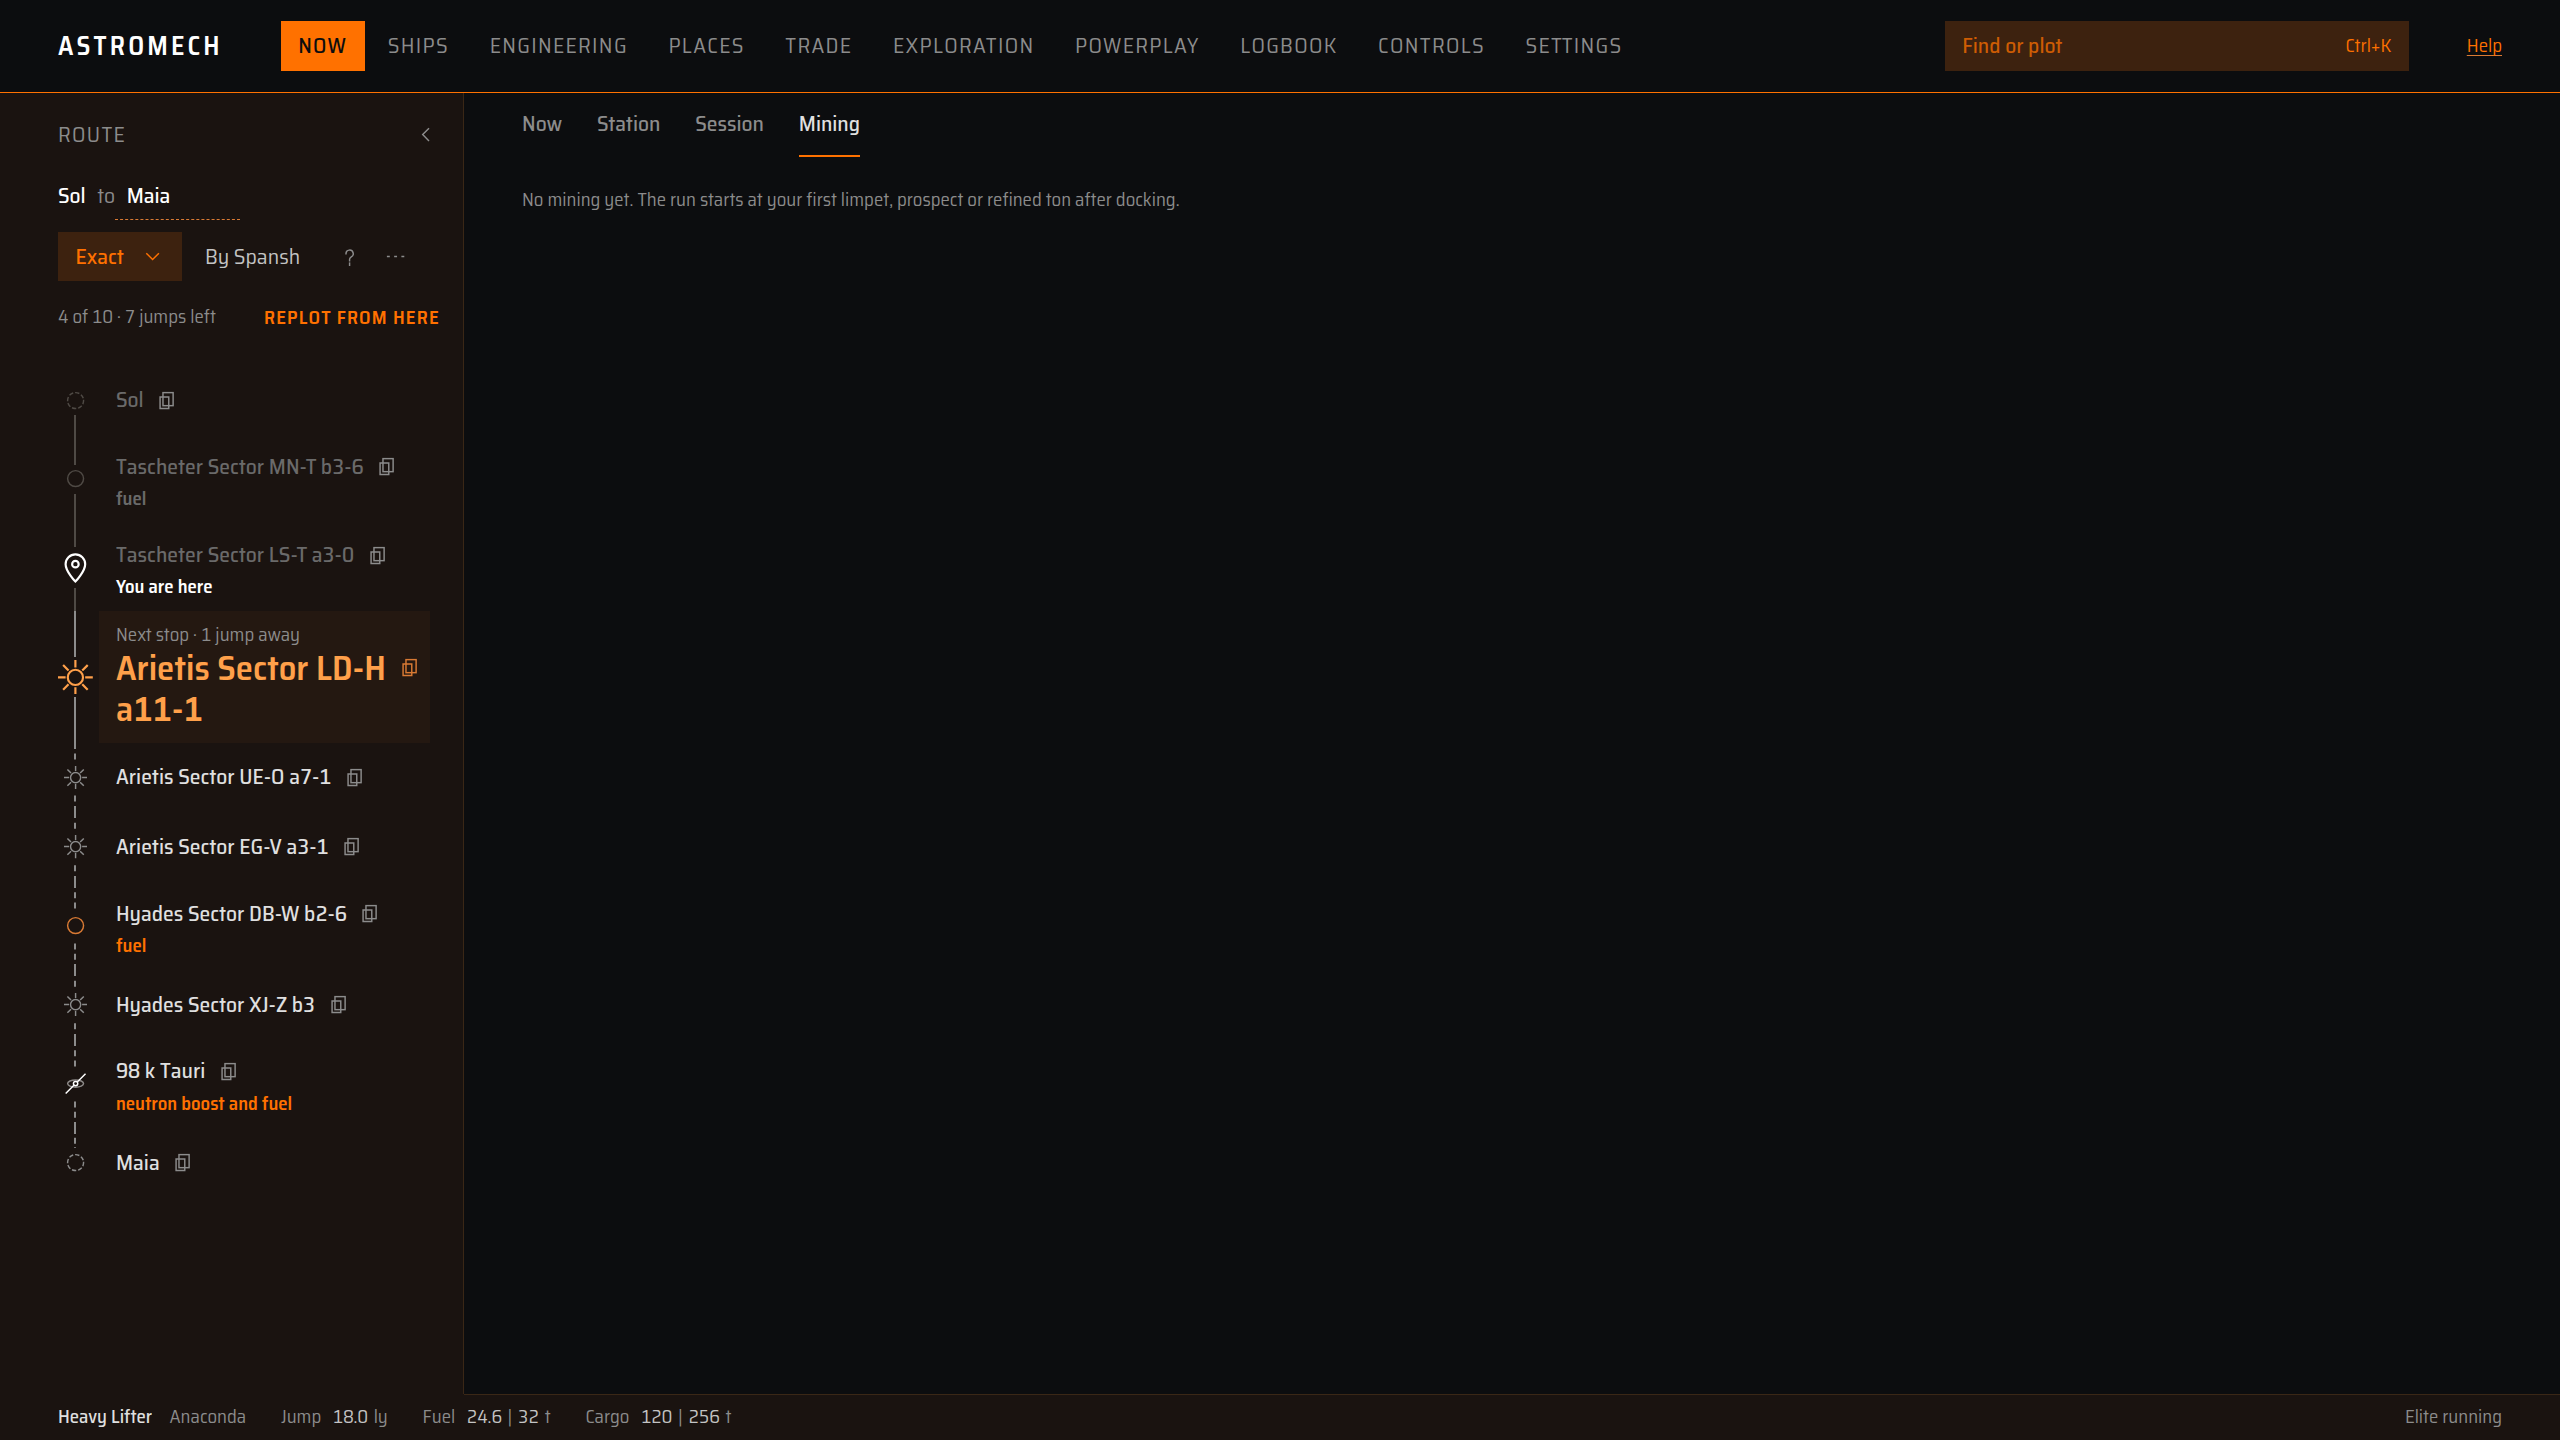 ASTROMECH NOW SHIPS ENGINEERING PLACES TRADE EXPLORATION POWERPLAY LOGBOOK CONTROLS SETTINGS Find or plot Ctrl+K Help
ROUTE
Sol to Maia
Exact By Spansh ? ---
4 of 10 · 7 jumps left REPLOT FROM HERE
Sol
Tascheter Sector MN-T b3-6
fuel
Tascheter Sector LS-T a3-0
You are here
Next stop · 1 jump away
Arietis Sector LD-H
a11-1
Arietis Sector UE-O a7-1
Arietis Sector EG-V a3-1
Hyades Sector DB-W b2-6
fuel
Hyades Sector XJ-Z b3
98 k Tauri
neutron boost and fuel
Maia
Now Station Session Mining
No mining yet. The run starts at your first limpet, prospect or refined ton after docking.
Heavy Lifter Anaconda Jump 18.0 ly Fuel 24.6 | 32 t Cargo 120 | 256 t Elite running